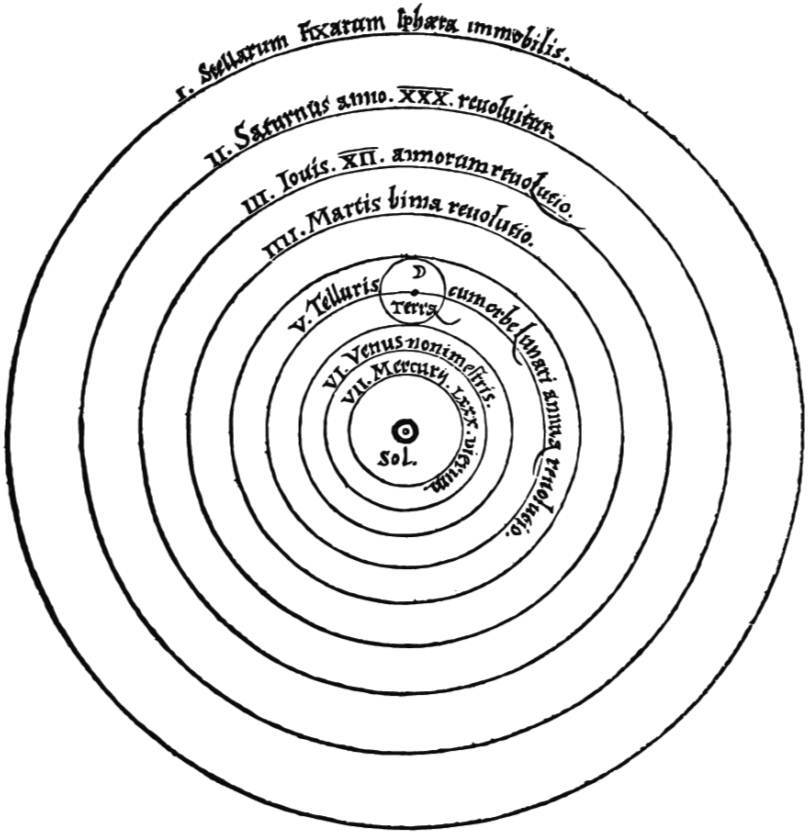 I. Stellarum fixarum sphæra immobilis.
II. Saturnus anno. XXX. reuoluitur.
III. Iouis. XII. annorum reuolutio.
IIII. Martis bima reuolutio.
V. Telluris cum orbe lunari annua reuolutio.
Terra
VI. Venus nonimestris.
VII. Mercurij. LXXX. dierum.
Sol.